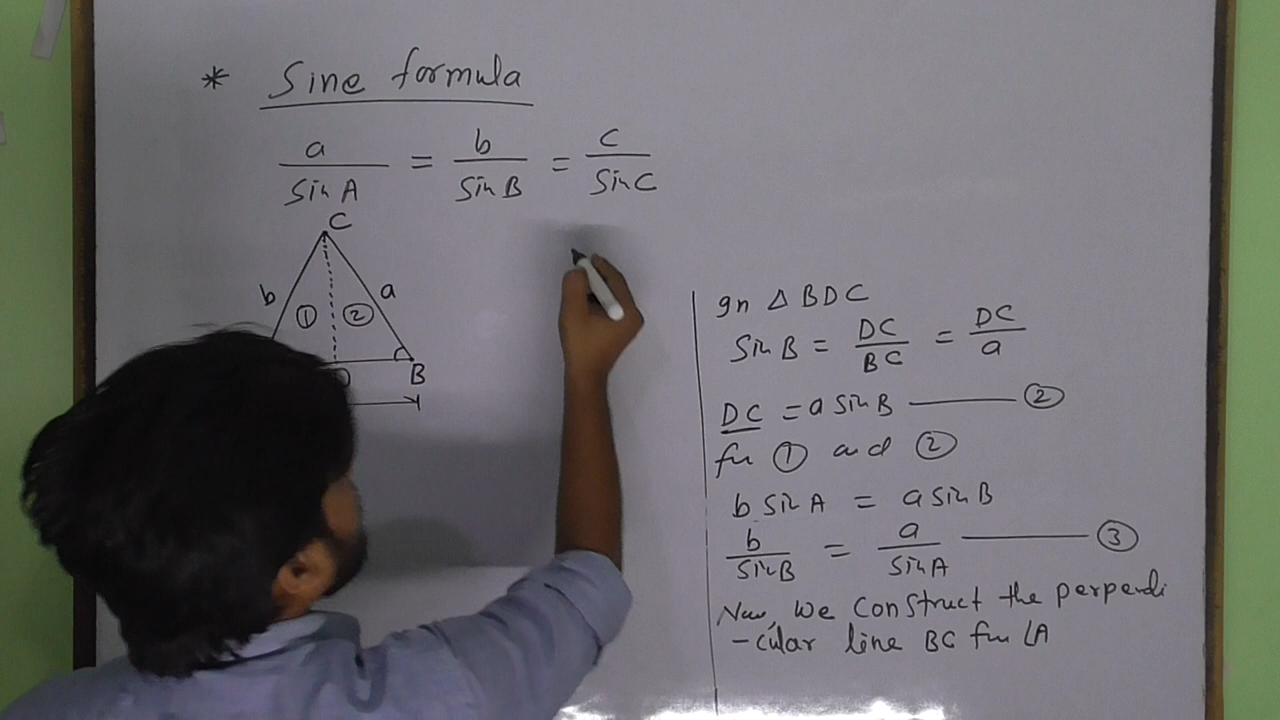 * Sine formula
a/SinA = b/SinB = c/SinC
C
b ① ② a
D B
In △ BDC
SinB = DC/BC = DC/a
DC = a SinB ——— ②
fm ① and ②
b SinA = a SinB
b/SinB = a/SinA ——— ③
Now, we construct the perpendi
-cular line BC fm ∠A